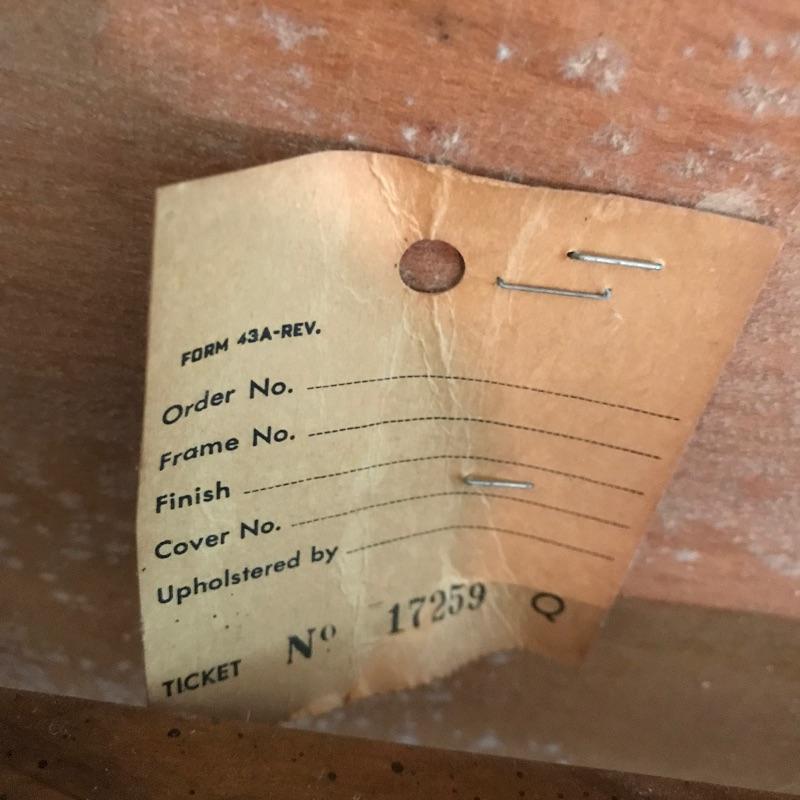 FORM 43A-REV.
Order No.
Frame No.
Finish
Cover No.
Upholstered by
TICKET Nº 17259 Q